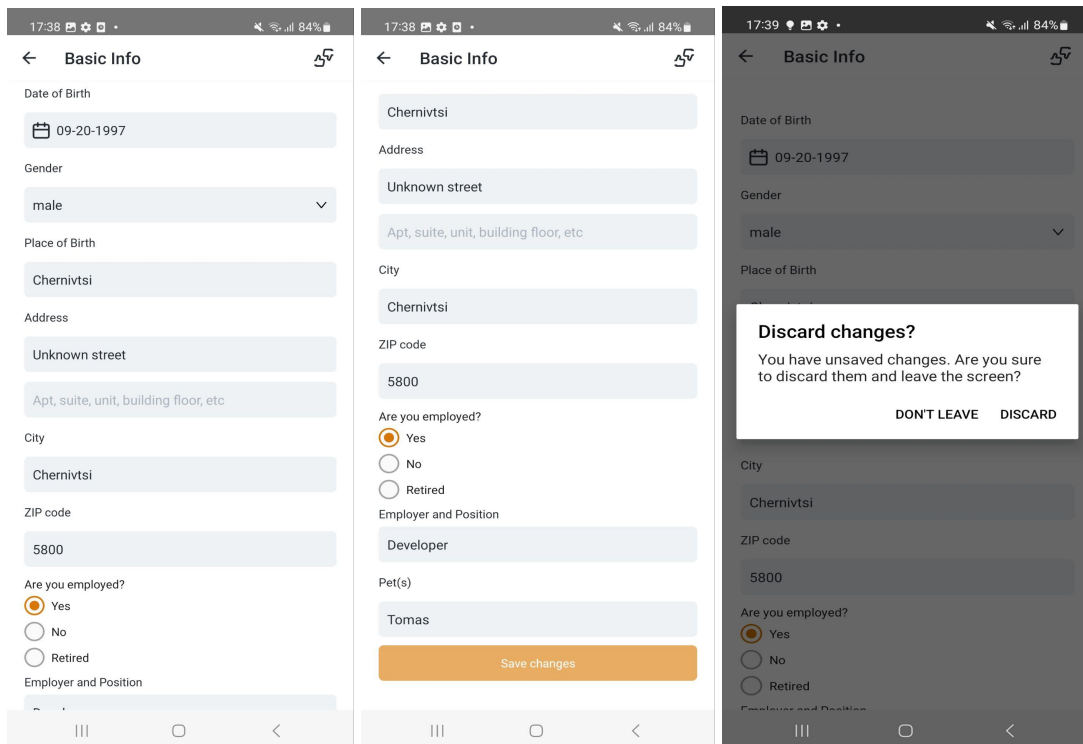 17:38
84%
Basic Info
Date of Birth
09-20-1997
Gender
male
Place of Birth
Chernivtsi
Address
Unknown street
Apt, suite, unit, building floor, etc
City
Chernivtsi
ZIP code
5800
Are you employed?
Yes
No
Retired
Employer and Position
17:38
84%
Basic Info
Chernivtsi
Address
Unknown street
Apt, suite, unit, building floor, etc
City
Chernivtsi
ZIP code
5800
Are you employed?
Yes
No
Retired
Employer and Position
Developer
Pet(s)
Tomas
Save changes
17:39
84%
Basic Info
Date of Birth
09-20-1997
Gender
male
Place of Birth
Discard changes?
You have unsaved changes. Are you sure
to discard them and leave the screen?
DON'T LEAVE DISCARD
City
Chernivtsi
ZIP code
5800
Are you employed?
Yes
No
Retired
Employer and Position